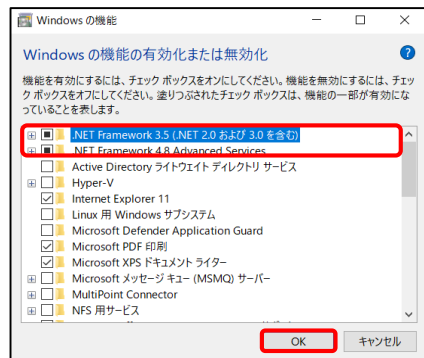 Windows の機能
Windows の機能の有効化または無効化
機能を有効にするには、チェック ボックスをオンにしてください。機能を無効にするには、チェッ
ク ボックスをオフにしてください。塗りつぶされたチェック ボックスは、機能の一部が有効にな
っていることを表します。
.NET Framework 3.5 (.NET 2.0 および 3.0 を含む)
.NET Framework 4.8 Advanced Services
Active Directory ライトウェイト ディレクトリ サービス
Hyper-V
Internet Explorer 11
Linux 用 Windows サブシステム
Microsoft Defender Application Guard
Microsoft PDF 印刷
Microsoft XPS ドキュメント ライター
Microsoft メッセージ キュー (MSMQ) サーバー
MultiPoint Connector
NFS 用サービス
OK
キャンセル